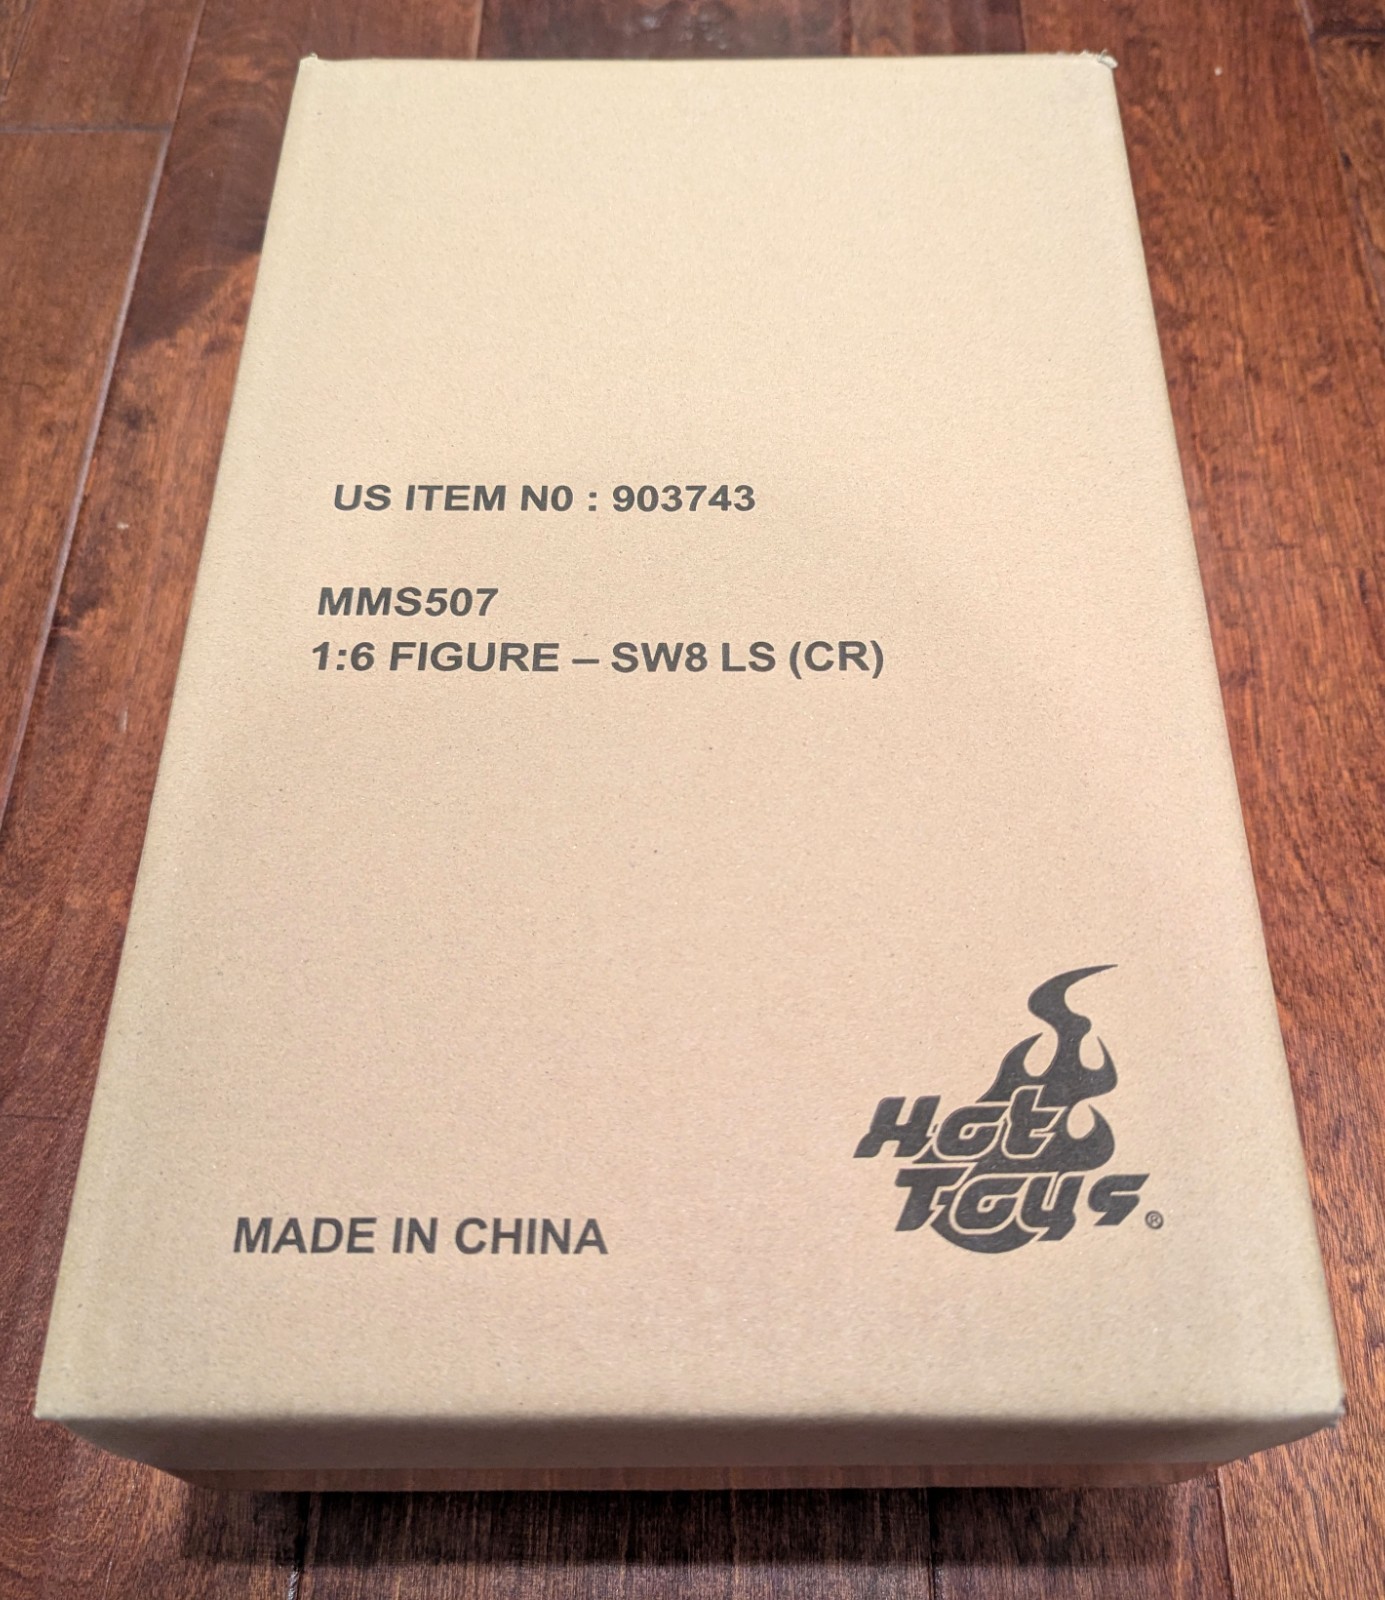 US ITEM N0 : 903743
MMS507
1:6 FIGURE – SW8 LS (CR)
Hot
Toys®
MADE IN CHINA